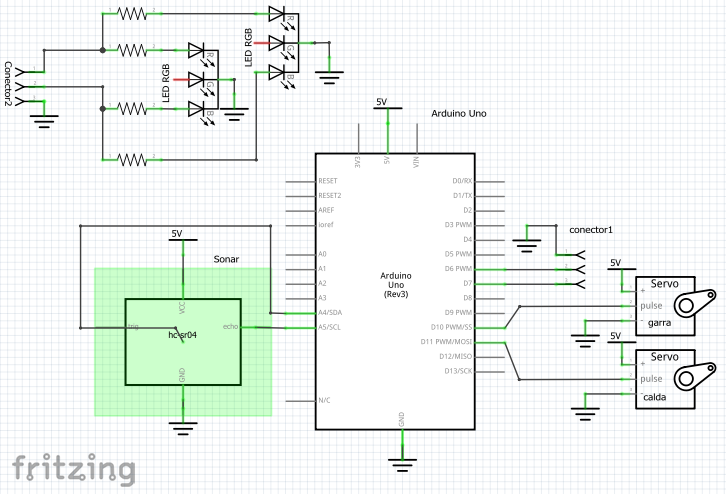 R
G
B
LED RGB
R
G
B
LED RGB
Conector2
5V
Arduino Uno
3V3
5V
VIN
RESET
RESET2
AREF
ioref
A0
A1
A2
A3
A4/SDA
A5/SCL
N/C
D0/RX
D1/TX
D2
D3 PWM
D4
D5 PWM
D6 PWM
D7
D8
D9 PWM
D10 PWM/SS
D11 PWM/MOSI
D12/MISO
D13/SCK
Arduino
Uno
(Rev3)
GND
5V
Sonar
VCC
trig
echo
hc-sr04
GND
conector1
5V
Servo
+
pulse
-
garra
5V
Servo
+
pulse
-
calda
fritzing